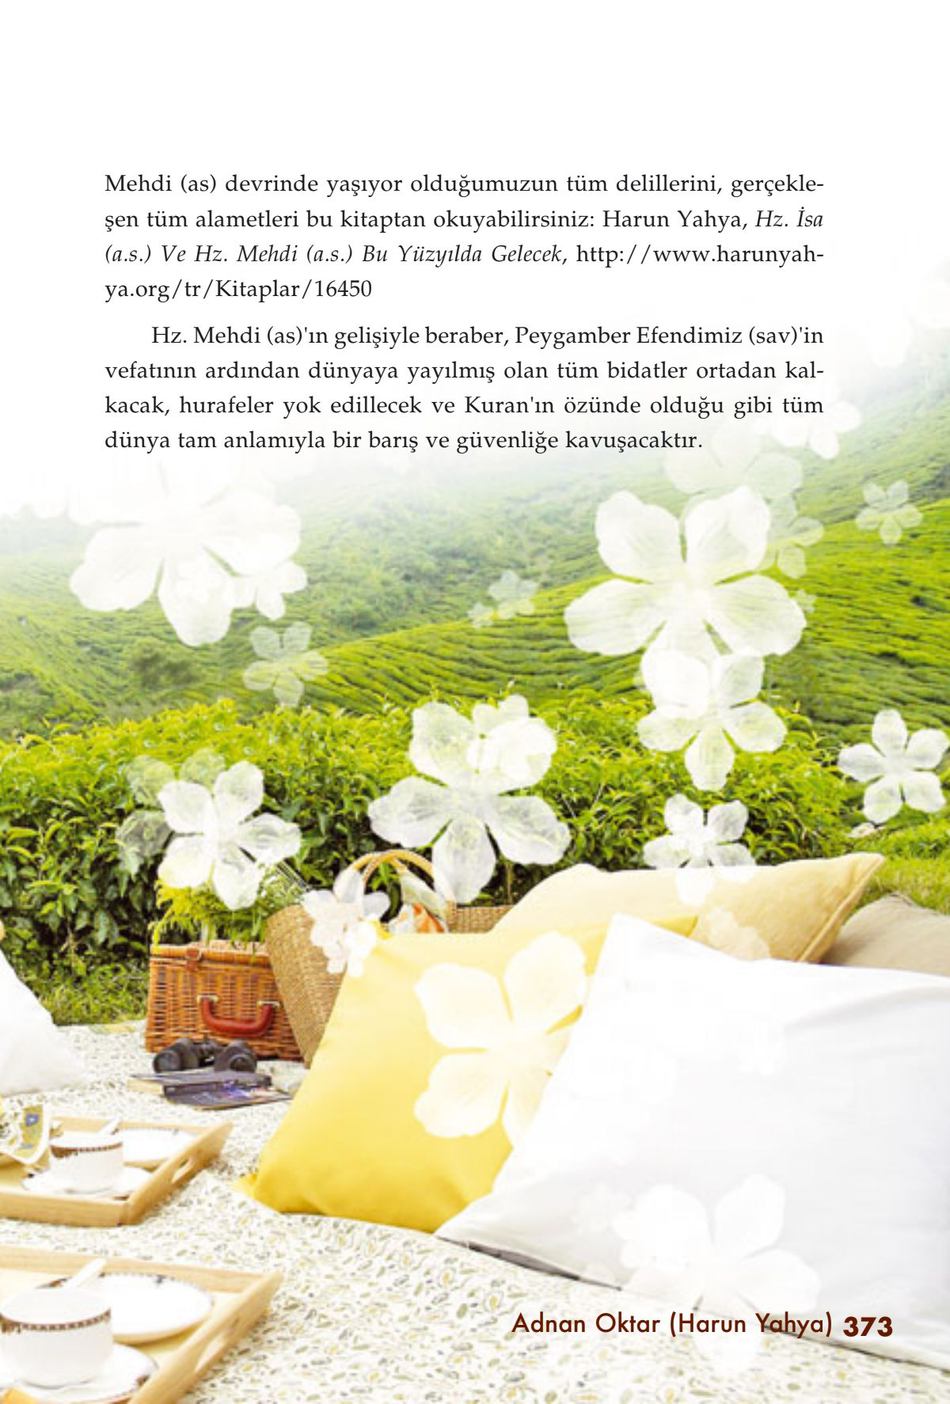 Mehdi (as) devrinde yaşıyor olduğumuzun tüm delillerini, gerçekle-
şen tüm alametleri bu kitaptan okuyabilirsiniz: Harun Yahya, Hz. İsa
(a.s.) Ve Hz. Mehdi (a.s.) Bu Yüzyılda Gelecek, http://www.harunyah-
ya.org/tr/Kitaplar/16450
Hz. Mehdi (as)'ın gelişiyle beraber, Peygamber Efendimiz (sav)'in
vefatının ardından dünyaya yayılmış olan tüm bidatler ortadan kal-
kacak, hurafeler yok edillecek ve Kuran'ın özünde olduğu gibi tüm
dünya tam anlamıyla bir barış ve güvenliğe kavuşacaktır.
Adnan Oktar (Harun Yahya) 373